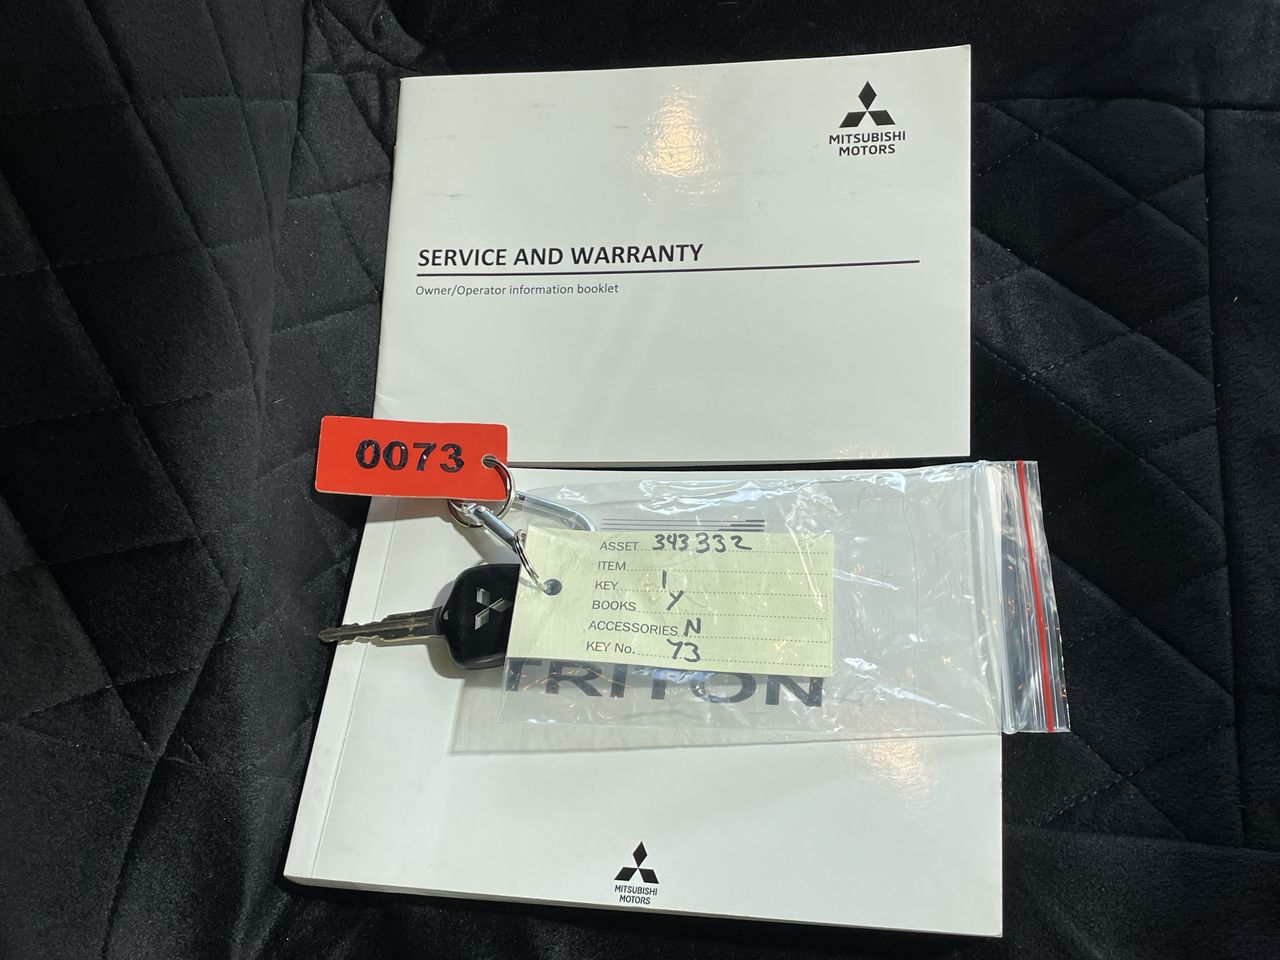 MITSUBISHI
MOTORS
SERVICE AND WARRANTY
Owner/Operator information booklet
0073
ASSET 343332
ITEM
KEY 1
BOOKS Y
ACCESSORIES N
KEY No. 73
TRITON
MITSUBISHI
MOTORS